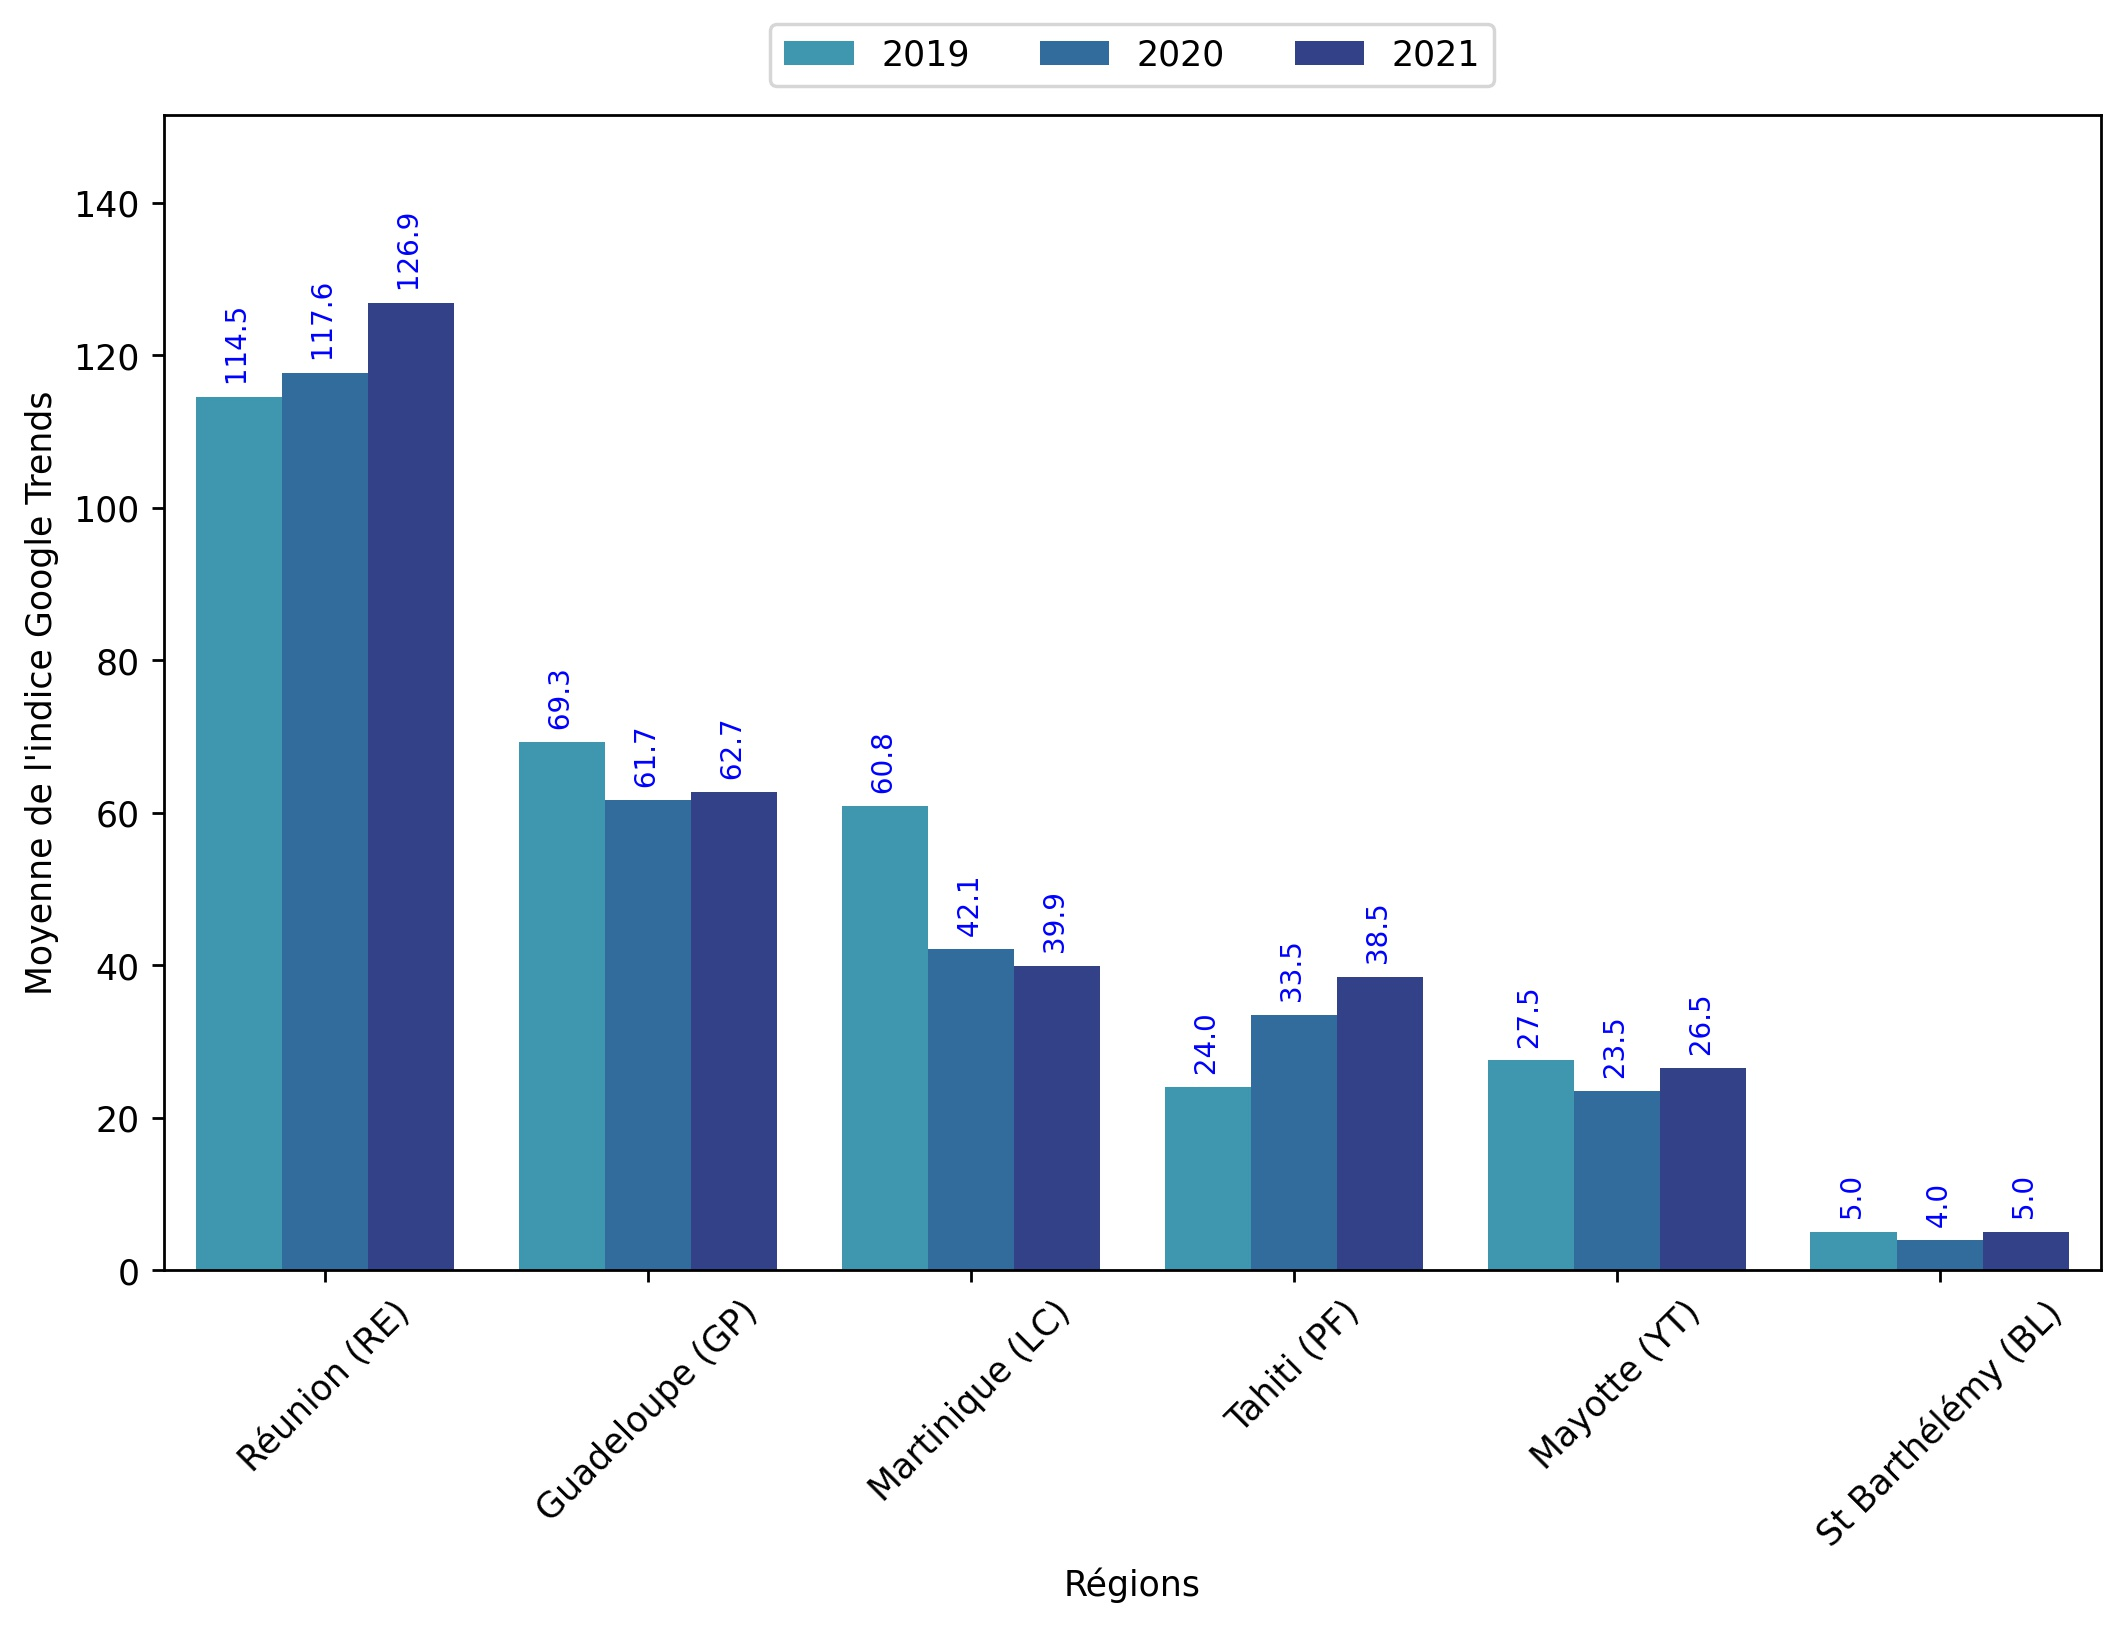 2019 2020 2021
Moyenne de l'indice Google Trends
140
120
100
80
60
40
20
0
114.5 117.6 126.9
69.3 61.7 62.7
60.8 42.1 39.9
24.0 33.5 38.5
27.5 23.5 26.5
5.0 4.0 5.0
Réunion (RE)
Guadeloupe (GP)
Martinique (LC)
Tahiti (PF)
Mayotte (YT)
St Barthélémy (BL)
Régions